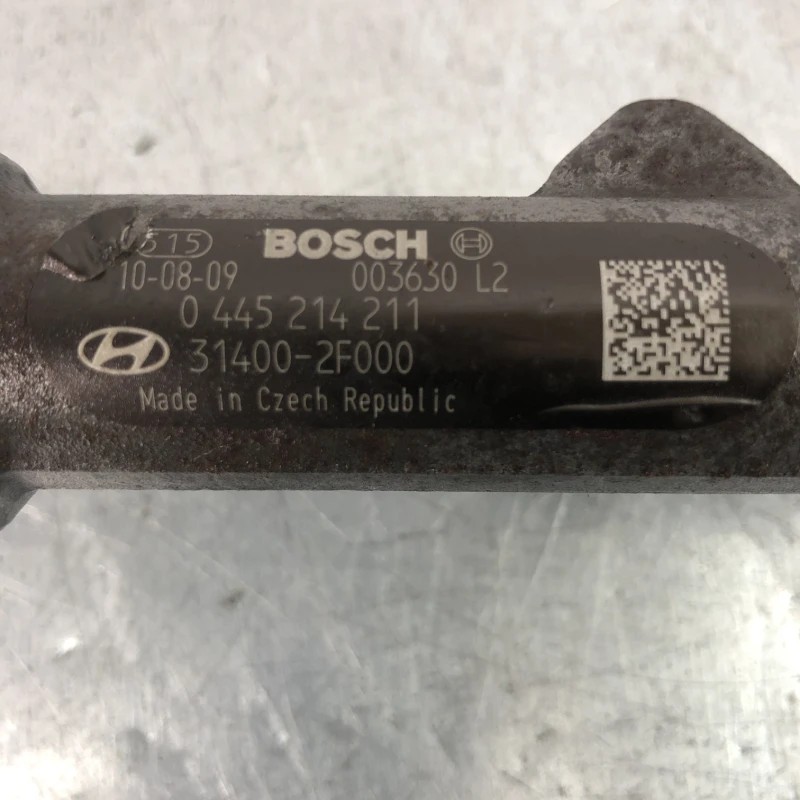 515 BOSCH
10-08-09 003630 L2
0 445 214 211
31400-2F000
Made in Czech Republic